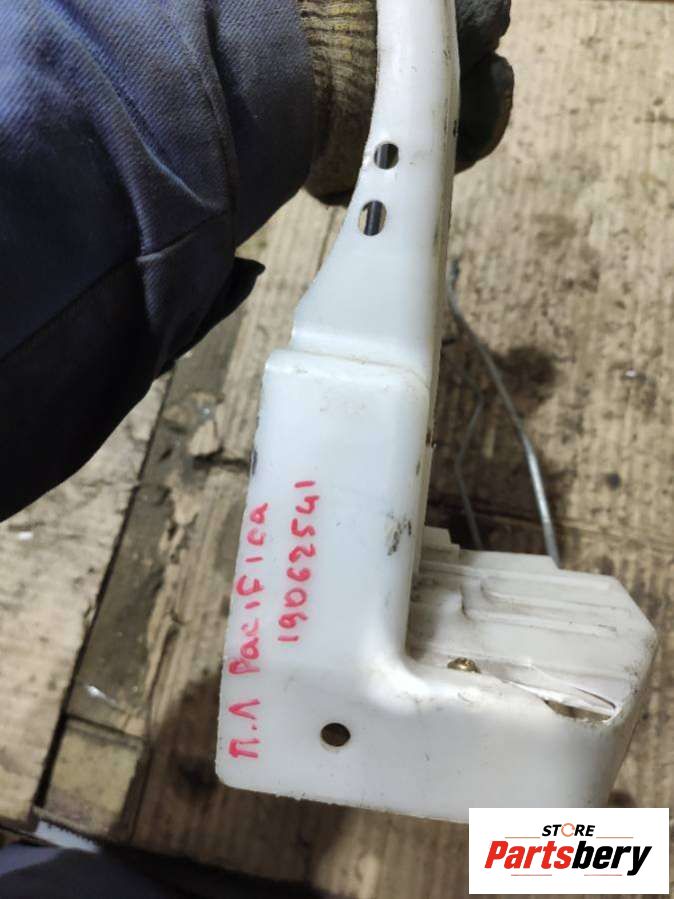 П.Л Pacifica
19062541
STORE
Partsbery